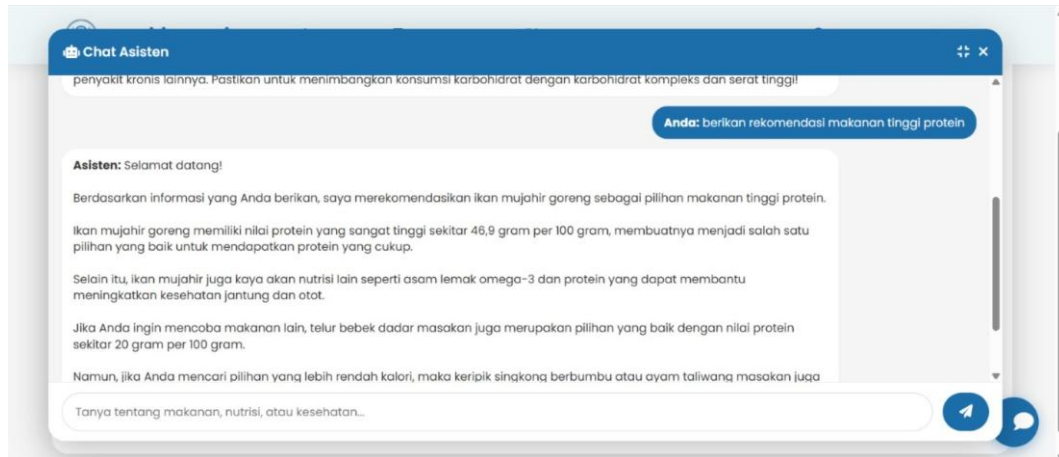 Chat Asisten
penyakit kronis lainnya. Pastikan untuk menimbangkan konsumsi karbohidrat dengan karbohidrat kompleks dan serat tinggi!
Anda: berikan rekomendasi makanan tinggi protein
Asisten: Selamat datang!
Berdasarkan informasi yang Anda berikan, saya merekomendasikan ikan mujahir goreng sebagai pilihan makanan tinggi protein.
Ikan mujahir goreng memiliki nilai protein yang sangat tinggi sekitar 46,9 gram per 100 gram, membuatnya menjadi salah satu
pilihan yang baik untuk mendapatkan protein yang cukup.
Selain itu, ikan mujahir juga kaya akan nutrisi lain seperti asam lemak omega-3 dan protein yang dapat membantu
meningkatkan kesehatan jantung dan otot.
Jika Anda ingin mencoba makanan lain, telur bebek dadar masakan juga merupakan pilihan yang baik dengan nilai protein
sekitar 20 gram per 100 gram.
Namun, jika Anda mencari pilihan yang lebih rendah kalori, maka keripik singkong berbumbu atau ayam taliwang masakan juga
Tanya tentang makanan, nutrisi, atau kesehatan...